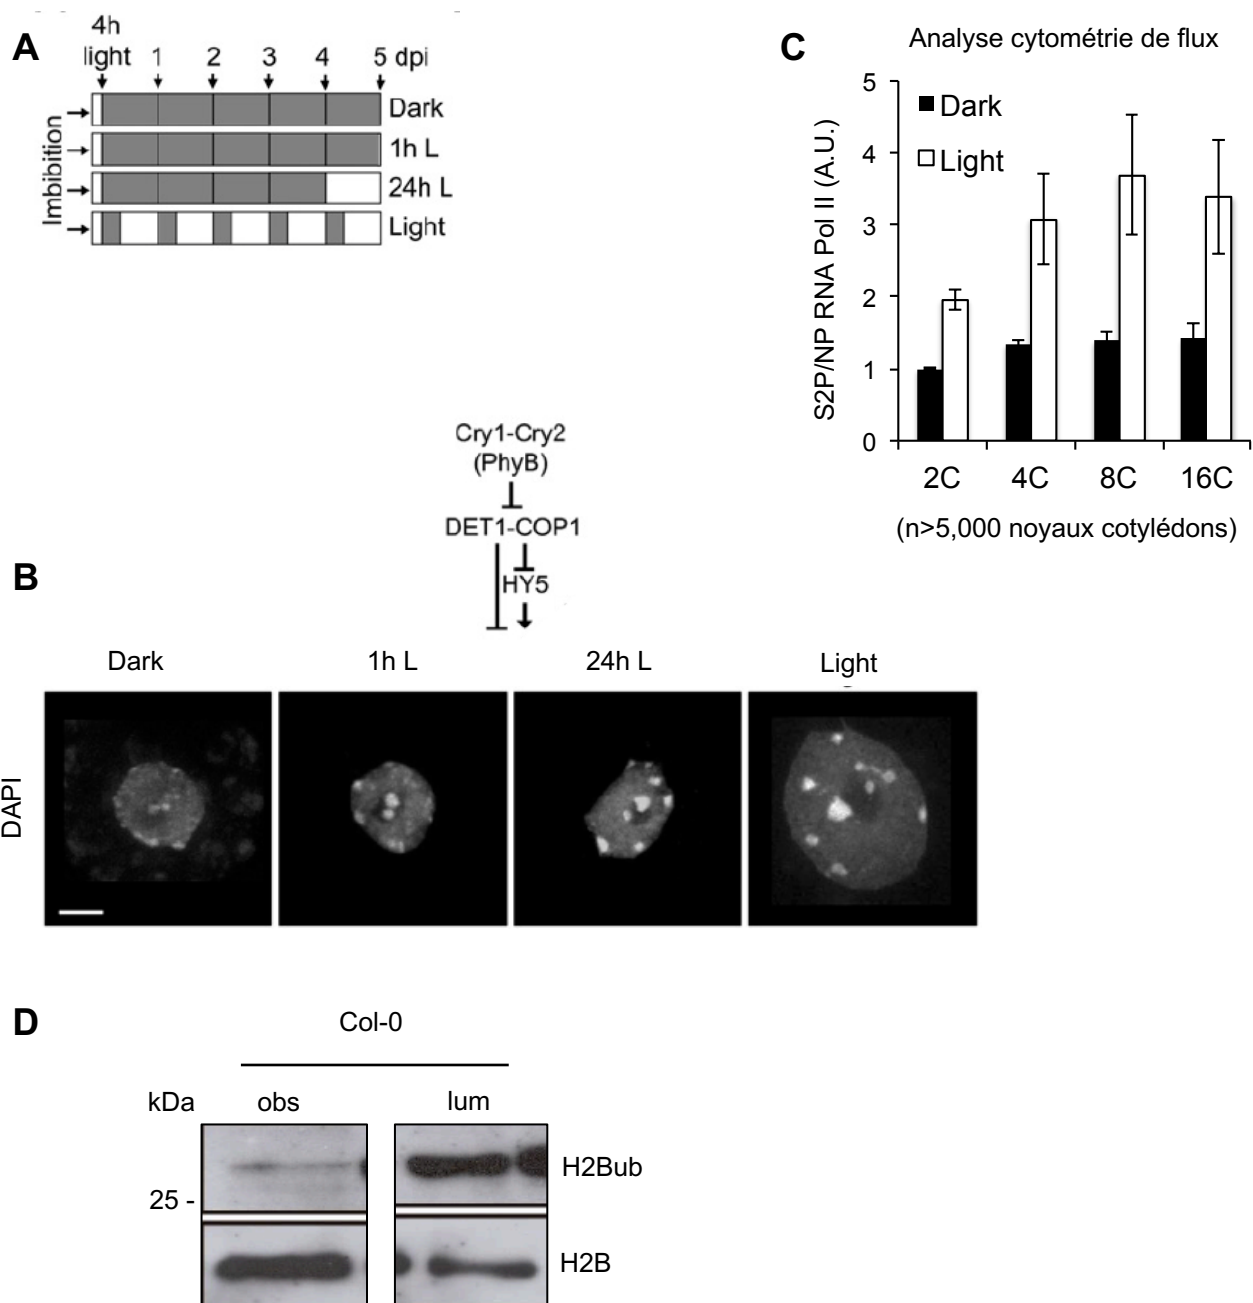 A
4h
light 1 2 3 4 5 dpi
Imbibition
Dark
1h L
24h L
Light
C
Analyse cytométrie de flux
S2P/NP RNA Pol II (A.U.)
5
4
3
2
1
0
Dark
Light
2C 4C 8C 16C
(n>5,000 noyaux cotylédons)
Cry1-Cry2
(PhyB)
DET1-COP1
HY5
B
Dark 1h L 24h L Light
DAPI
D
Col-0
kDa obs lum
H2Bub
25 -
H2B